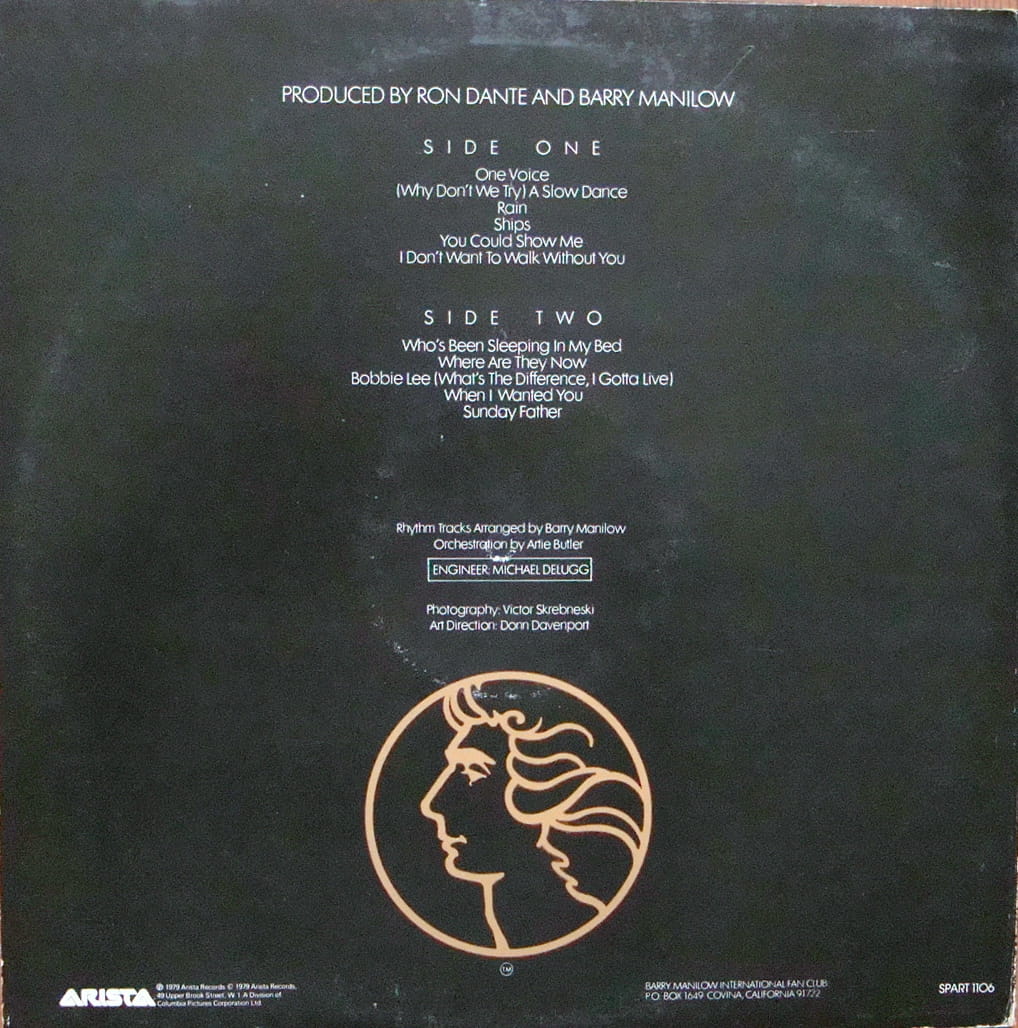 PRODUCED BY RON DANTE AND BARRY MANILOW
SIDE ONE
One Voice
(Why Don't We Try) A Slow Dance
Rain
Ships
You Could Show Me
I Don't Want To Walk Without You
SIDE TWO
Who's Been Sleeping In My Bed
Where Are They Now
Bobbie Lee (What's The Difference, I Gotta Live)
When I Wanted You
Sunday Father
Rhythm Tracks Arranged by Barry Manilow
Orchestration by Artie Butler
ENGINEER: MICHAEL DELUGG
Photography: Victor Skrebneski
Art Direction: Donn Davenport
TM
ARISTA
℗ 1979 Arista Records © 1979 Arista Records,
49 Upper Brook Street, W 1 A Division of
Columbia Pictures Corporation Ltd.
BARRY MANILOW INTERNATIONAL FAN CLUB
P.O. BOX 1649 COVINA, CALIFORNIA 91722
SPART 1106